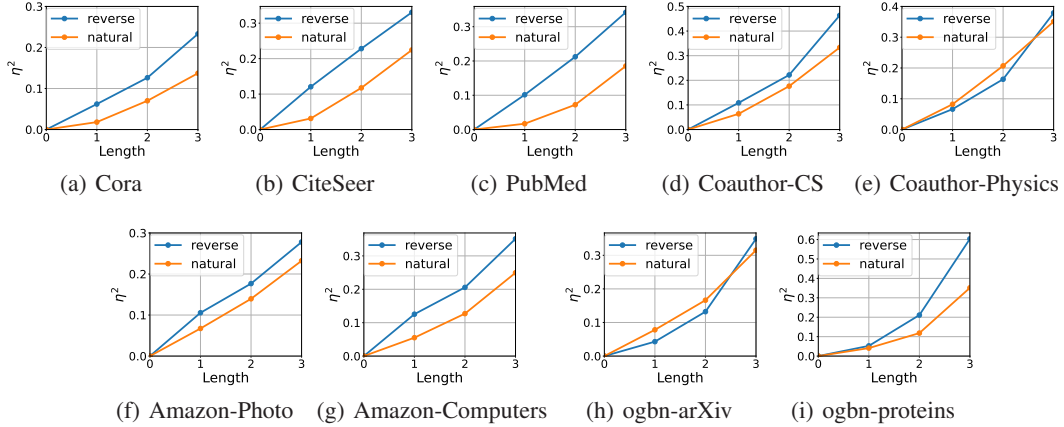 0.3
0.2
0.1
0.0
η²
reverse
natural
0 1 2 3
Length
(a) Cora
0.3
0.2
0.1
0.0
η²
reverse
natural
0 1 2 3
Length
(b) CiteSeer
0.3
0.2
0.1
0.0
η²
reverse
natural
0 1 2 3
Length
(c) PubMed
0.5
0.4
0.3
0.2
0.1
0.0
η²
reverse
natural
0 1 2 3
Length
(d) Coauthor-CS
0.4
0.3
0.2
0.1
0.0
η²
reverse
natural
0 1 2 3
Length
(e) Coauthor-Physics
0.3
0.2
0.1
0.0
η²
reverse
natural
0 1 2 3
Length
(f) Amazon-Photo
0.3
0.2
0.1
0.0
η²
reverse
natural
0 1 2 3
Length
(g) Amazon-Computers
0.3
0.2
0.1
0.0
η²
reverse
natural
0 1 2 3
Length
(h) ogbn-arXiv
0.6
0.5
0.4
0.3
0.2
0.1
0.0
η²
reverse
natural
0 1 2 3
Length
(i) ogbn-proteins